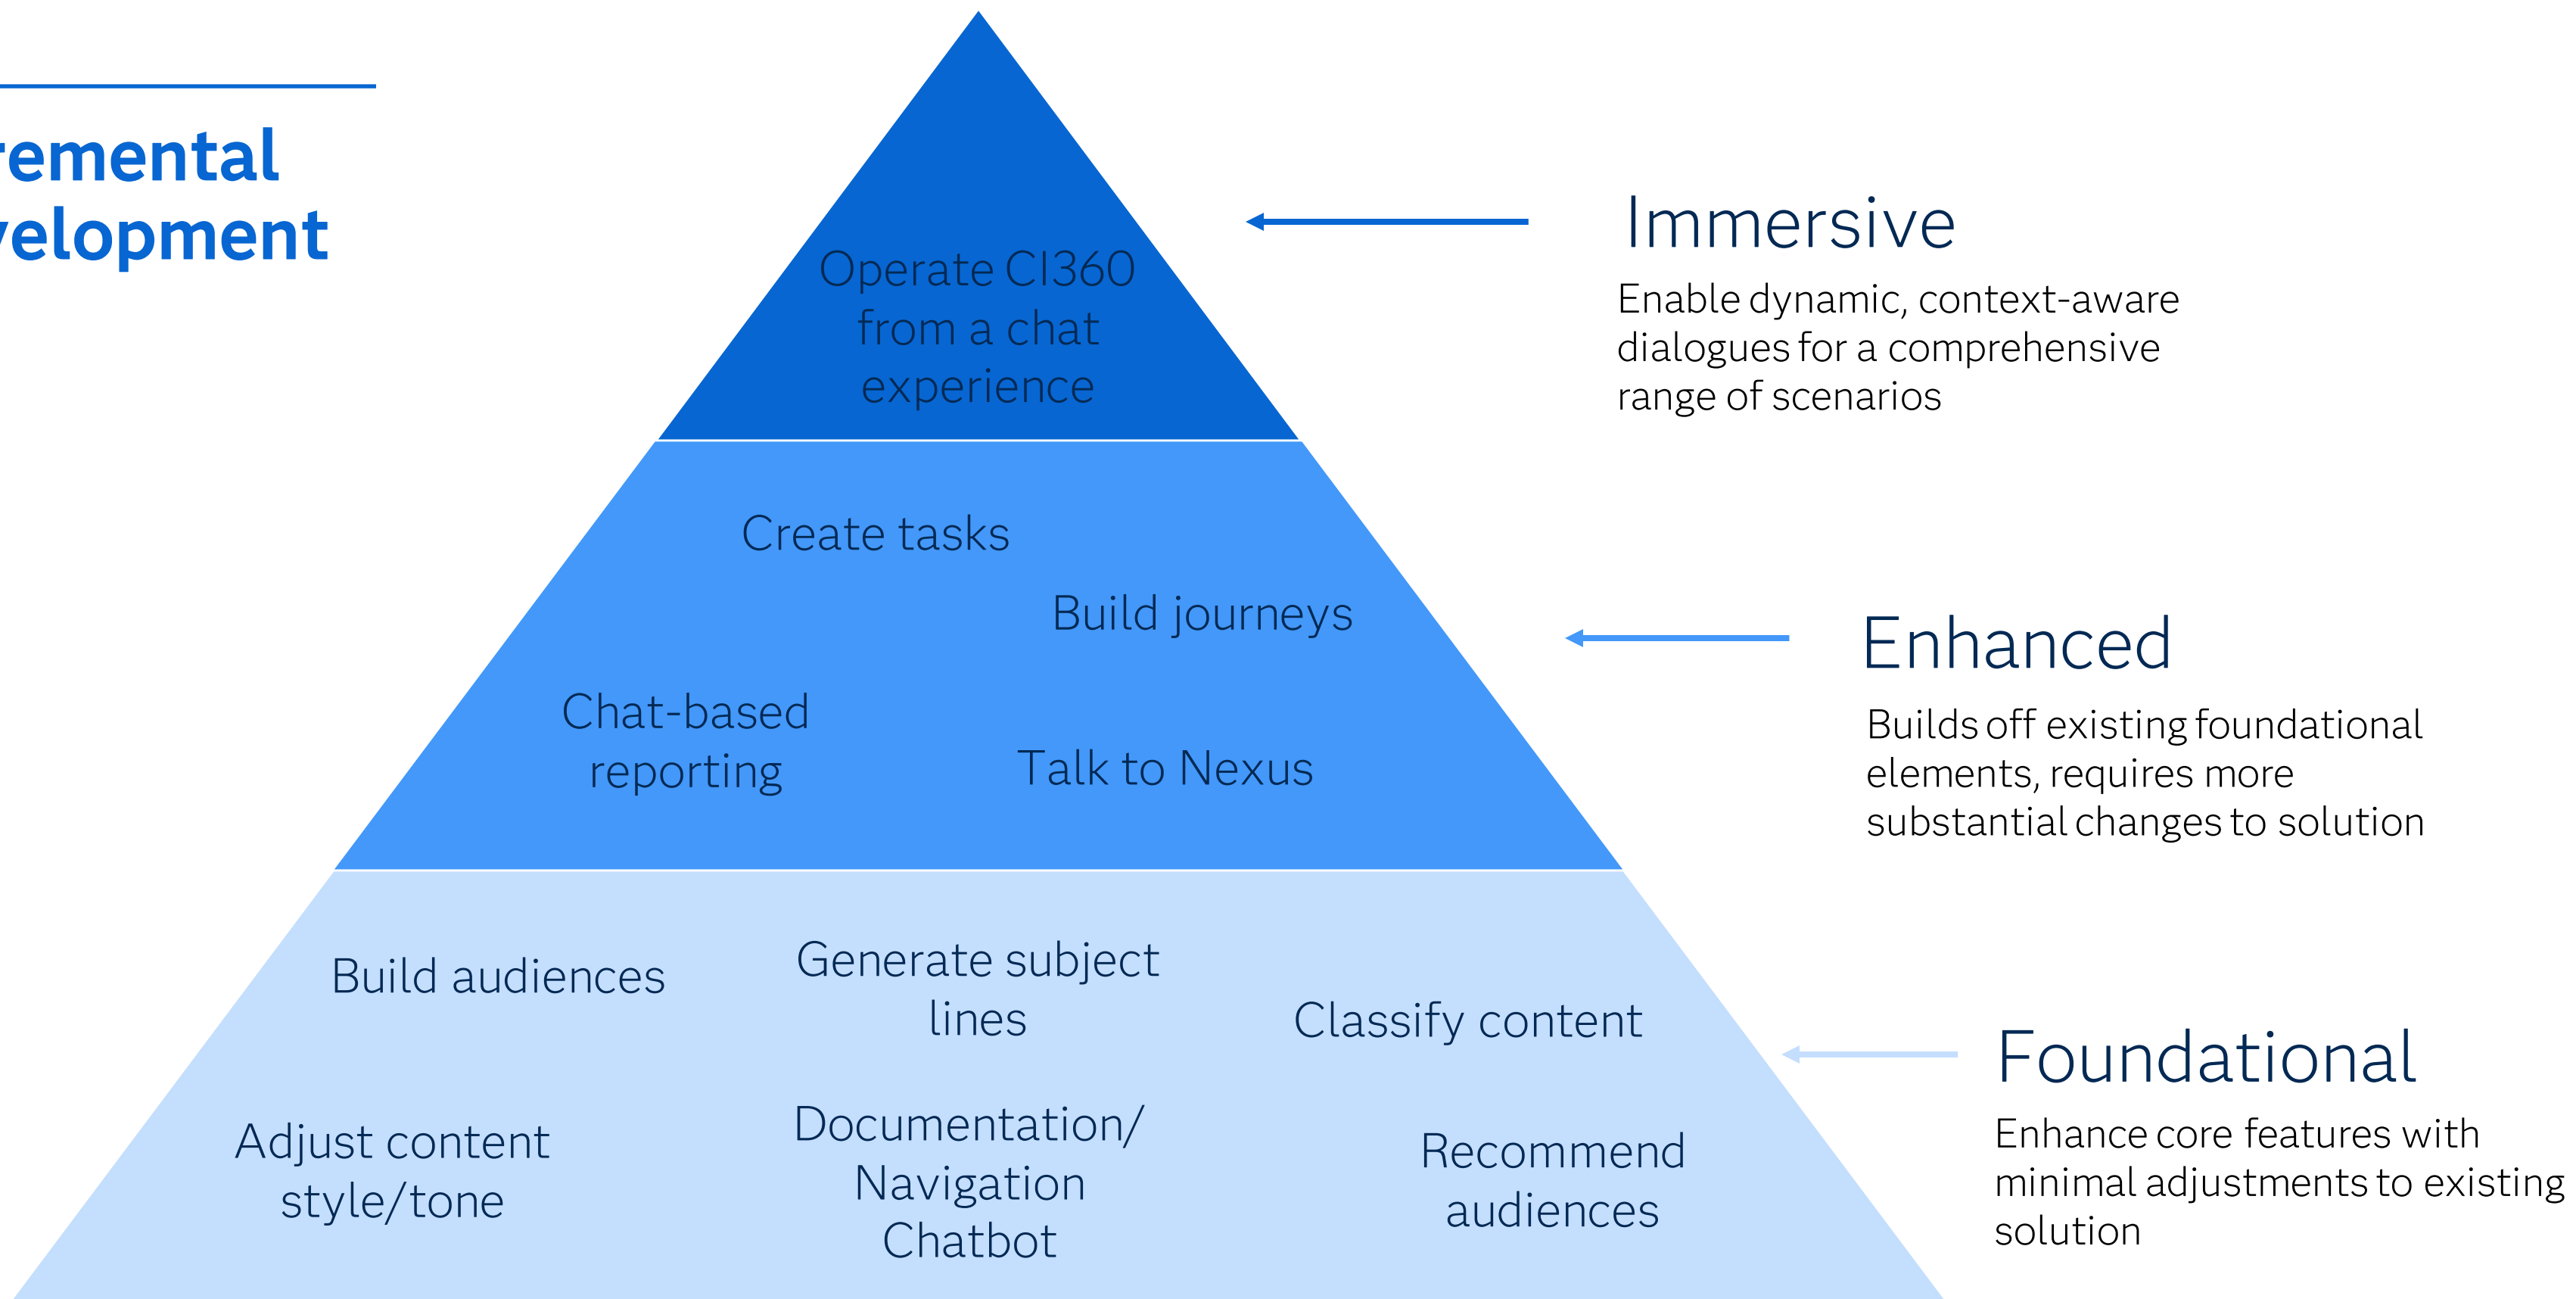 remental
velopment
Operate CI360
from a chat
experience
Immersive
Enable dynamic, context-aware
dialogues for a comprehensive
range of scenarios
Create tasks
Build journeys
Chat-based
reporting
Talk to Nexus
Enhanced
Builds off existing foundational
elements, requires more
substantial changes to solution
Build audiences
Generate subject
lines
Classify content
Adjust content
style/tone
Documentation/
Navigation
Chatbot
Recommend
audiences
Foundational
Enhance core features with
minimal adjustments to existing
solution